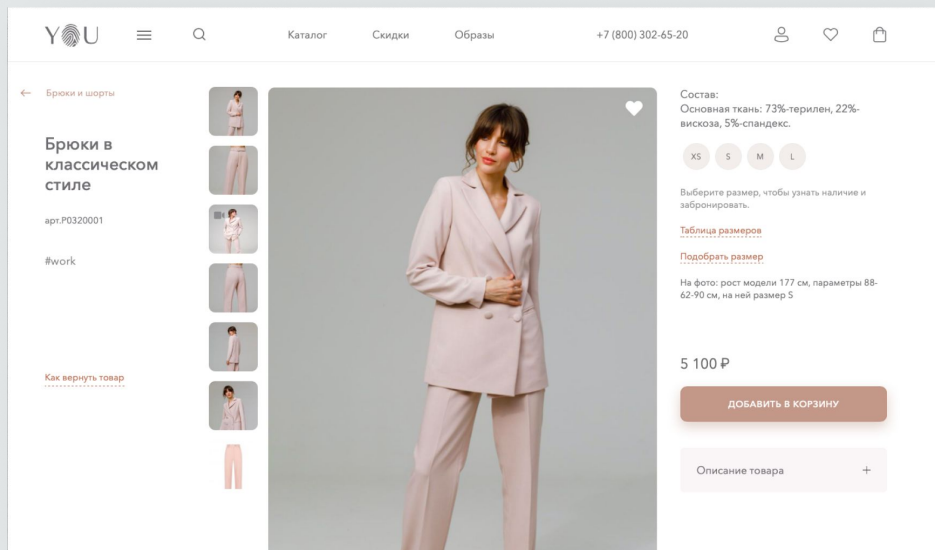 YOU
Каталог
Скидки
Образы
+7 (800) 302-65-20
Брюки и шорты
Брюки в
классическом
стиле
арт.P0320001
#work
Как вернуть товар
Состав:
Основная ткань: 73%-терилен, 22%-
вискоза, 5%-спандекс.
XS S M L
Выберите размер, чтобы узнать наличие и
забронировать.
Таблица размеров
Подобрать размер
На фото: рост модели 177 см, параметры 88-
62-90 см, на ней размер S
5 100 ₽
ДОБАВИТЬ В КОРЗИНУ
Описание товара +